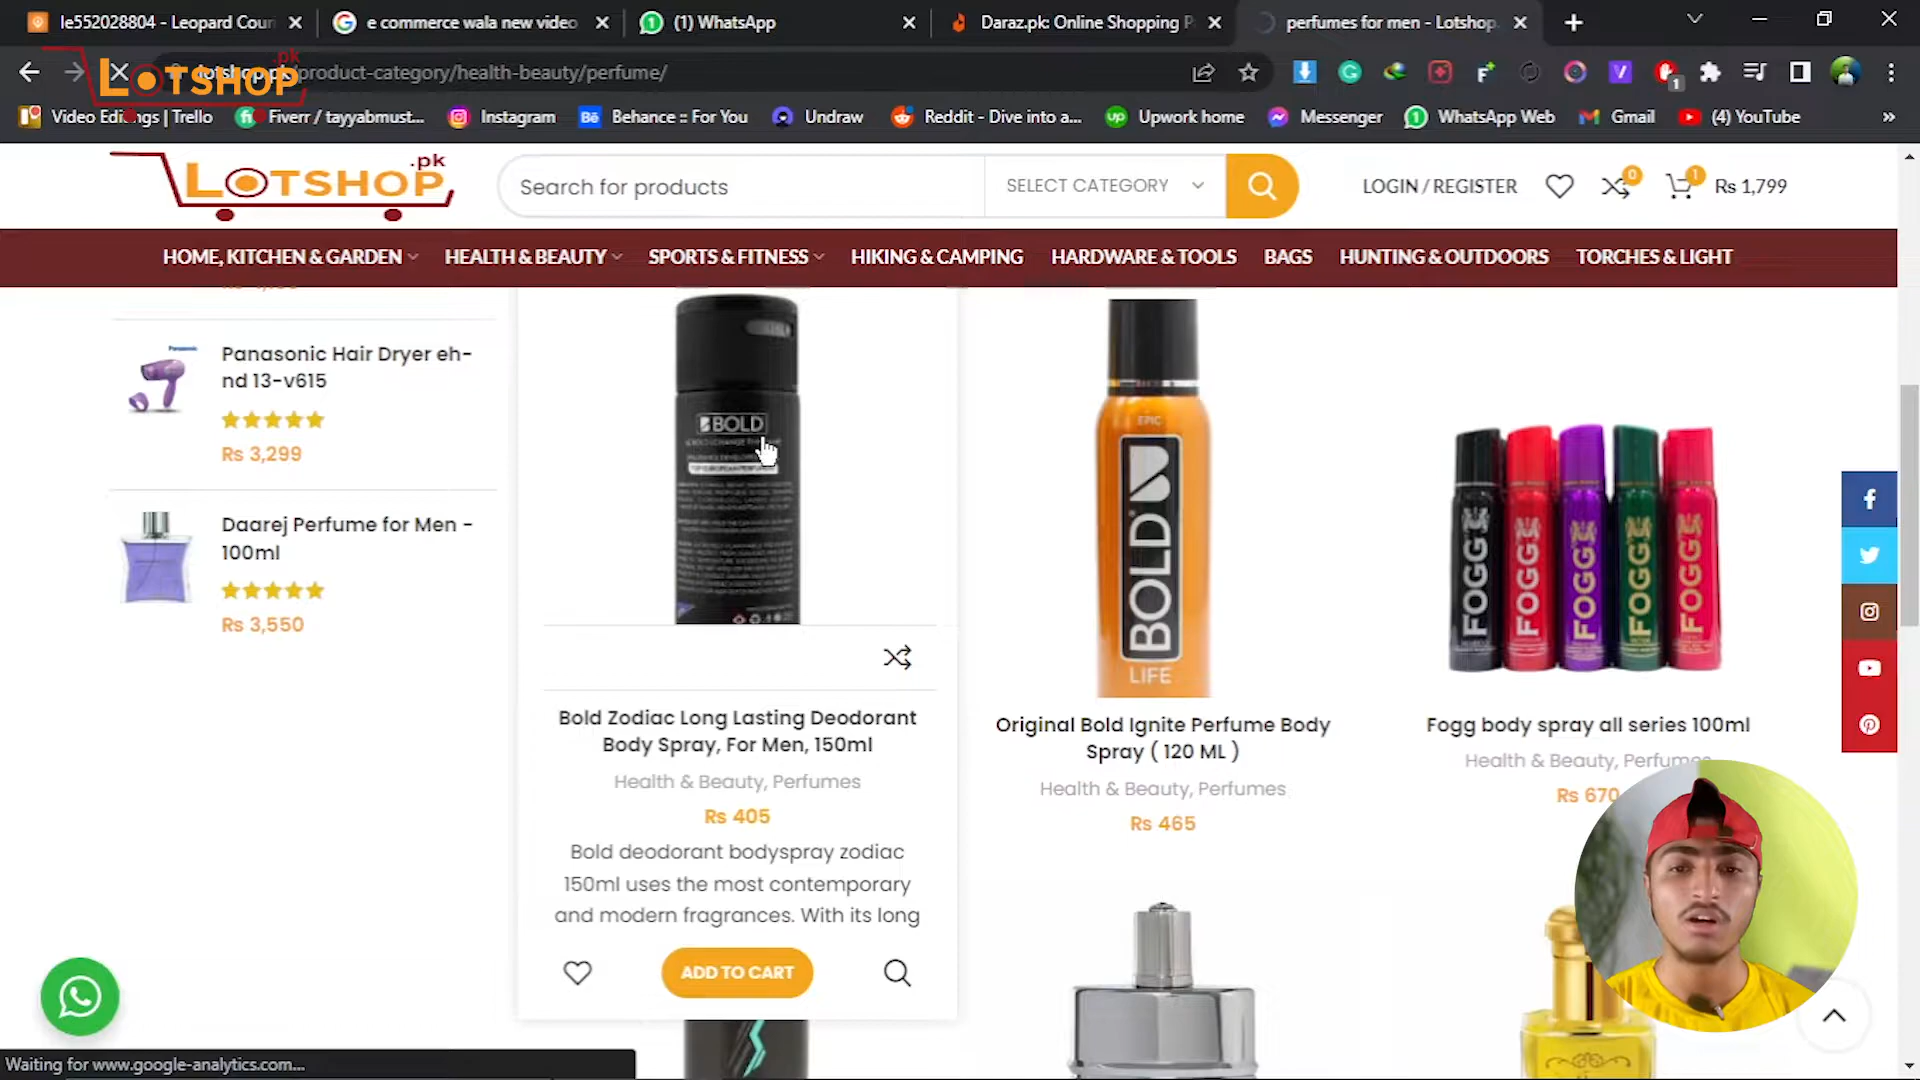 le552028804 - Leopard Couri
e commerce wala new video
(1) WhatsApp
Daraz.pk: Online Shopping P
perfumes for men - Lotshop.
LOTSHOP.pk
lotshop.pk/product-category/health-beauty/perfume/
Video Editings | Trello
Fiverr / tayyabmust...
Instagram
Behance :: For You
Undraw
Reddit - Dive into a...
Upwork home
Messenger
WhatsApp Web
Gmail
(4) YouTube
»
LOTSHOP.pk
Search for products
SELECT CATEGORY
LOGIN / REGISTER
0
1
Rs 1,799
HOME, KITCHEN & GARDEN
HEALTH & BEAUTY
SPORTS & FITNESS
HIKING & CAMPING
HARDWARE & TOOLS
BAGS
HUNTING & OUTDOORS
TORCHES & LIGHT
Panasonic
Panasonic Hair Dryer eh-
nd 13-v615
Rs 3,299
Daarej Perfume for Men -
100ml
Rs 3,550
BOLD
Bold Zodiac Long Lasting Deodorant
Body Spray, For Men, 150ml
Health & Beauty, Perfumes
Rs 405
Bold deodorant bodyspray zodiac
150ml uses the most contemporary
and modern fragrances. With its long
ADD TO CART
EPIC
BOLD
LIFE
Original Bold Ignite Perfume Body
Spray ( 120 ML )
Health & Beauty, Perfumes
Rs 465
FOGG
FOGG
FOGG
FOGG
FOGG
Fogg body spray all series 100ml
Health & Beauty, Perfumes
Rs 670
Waiting for www.google-analytics.com...